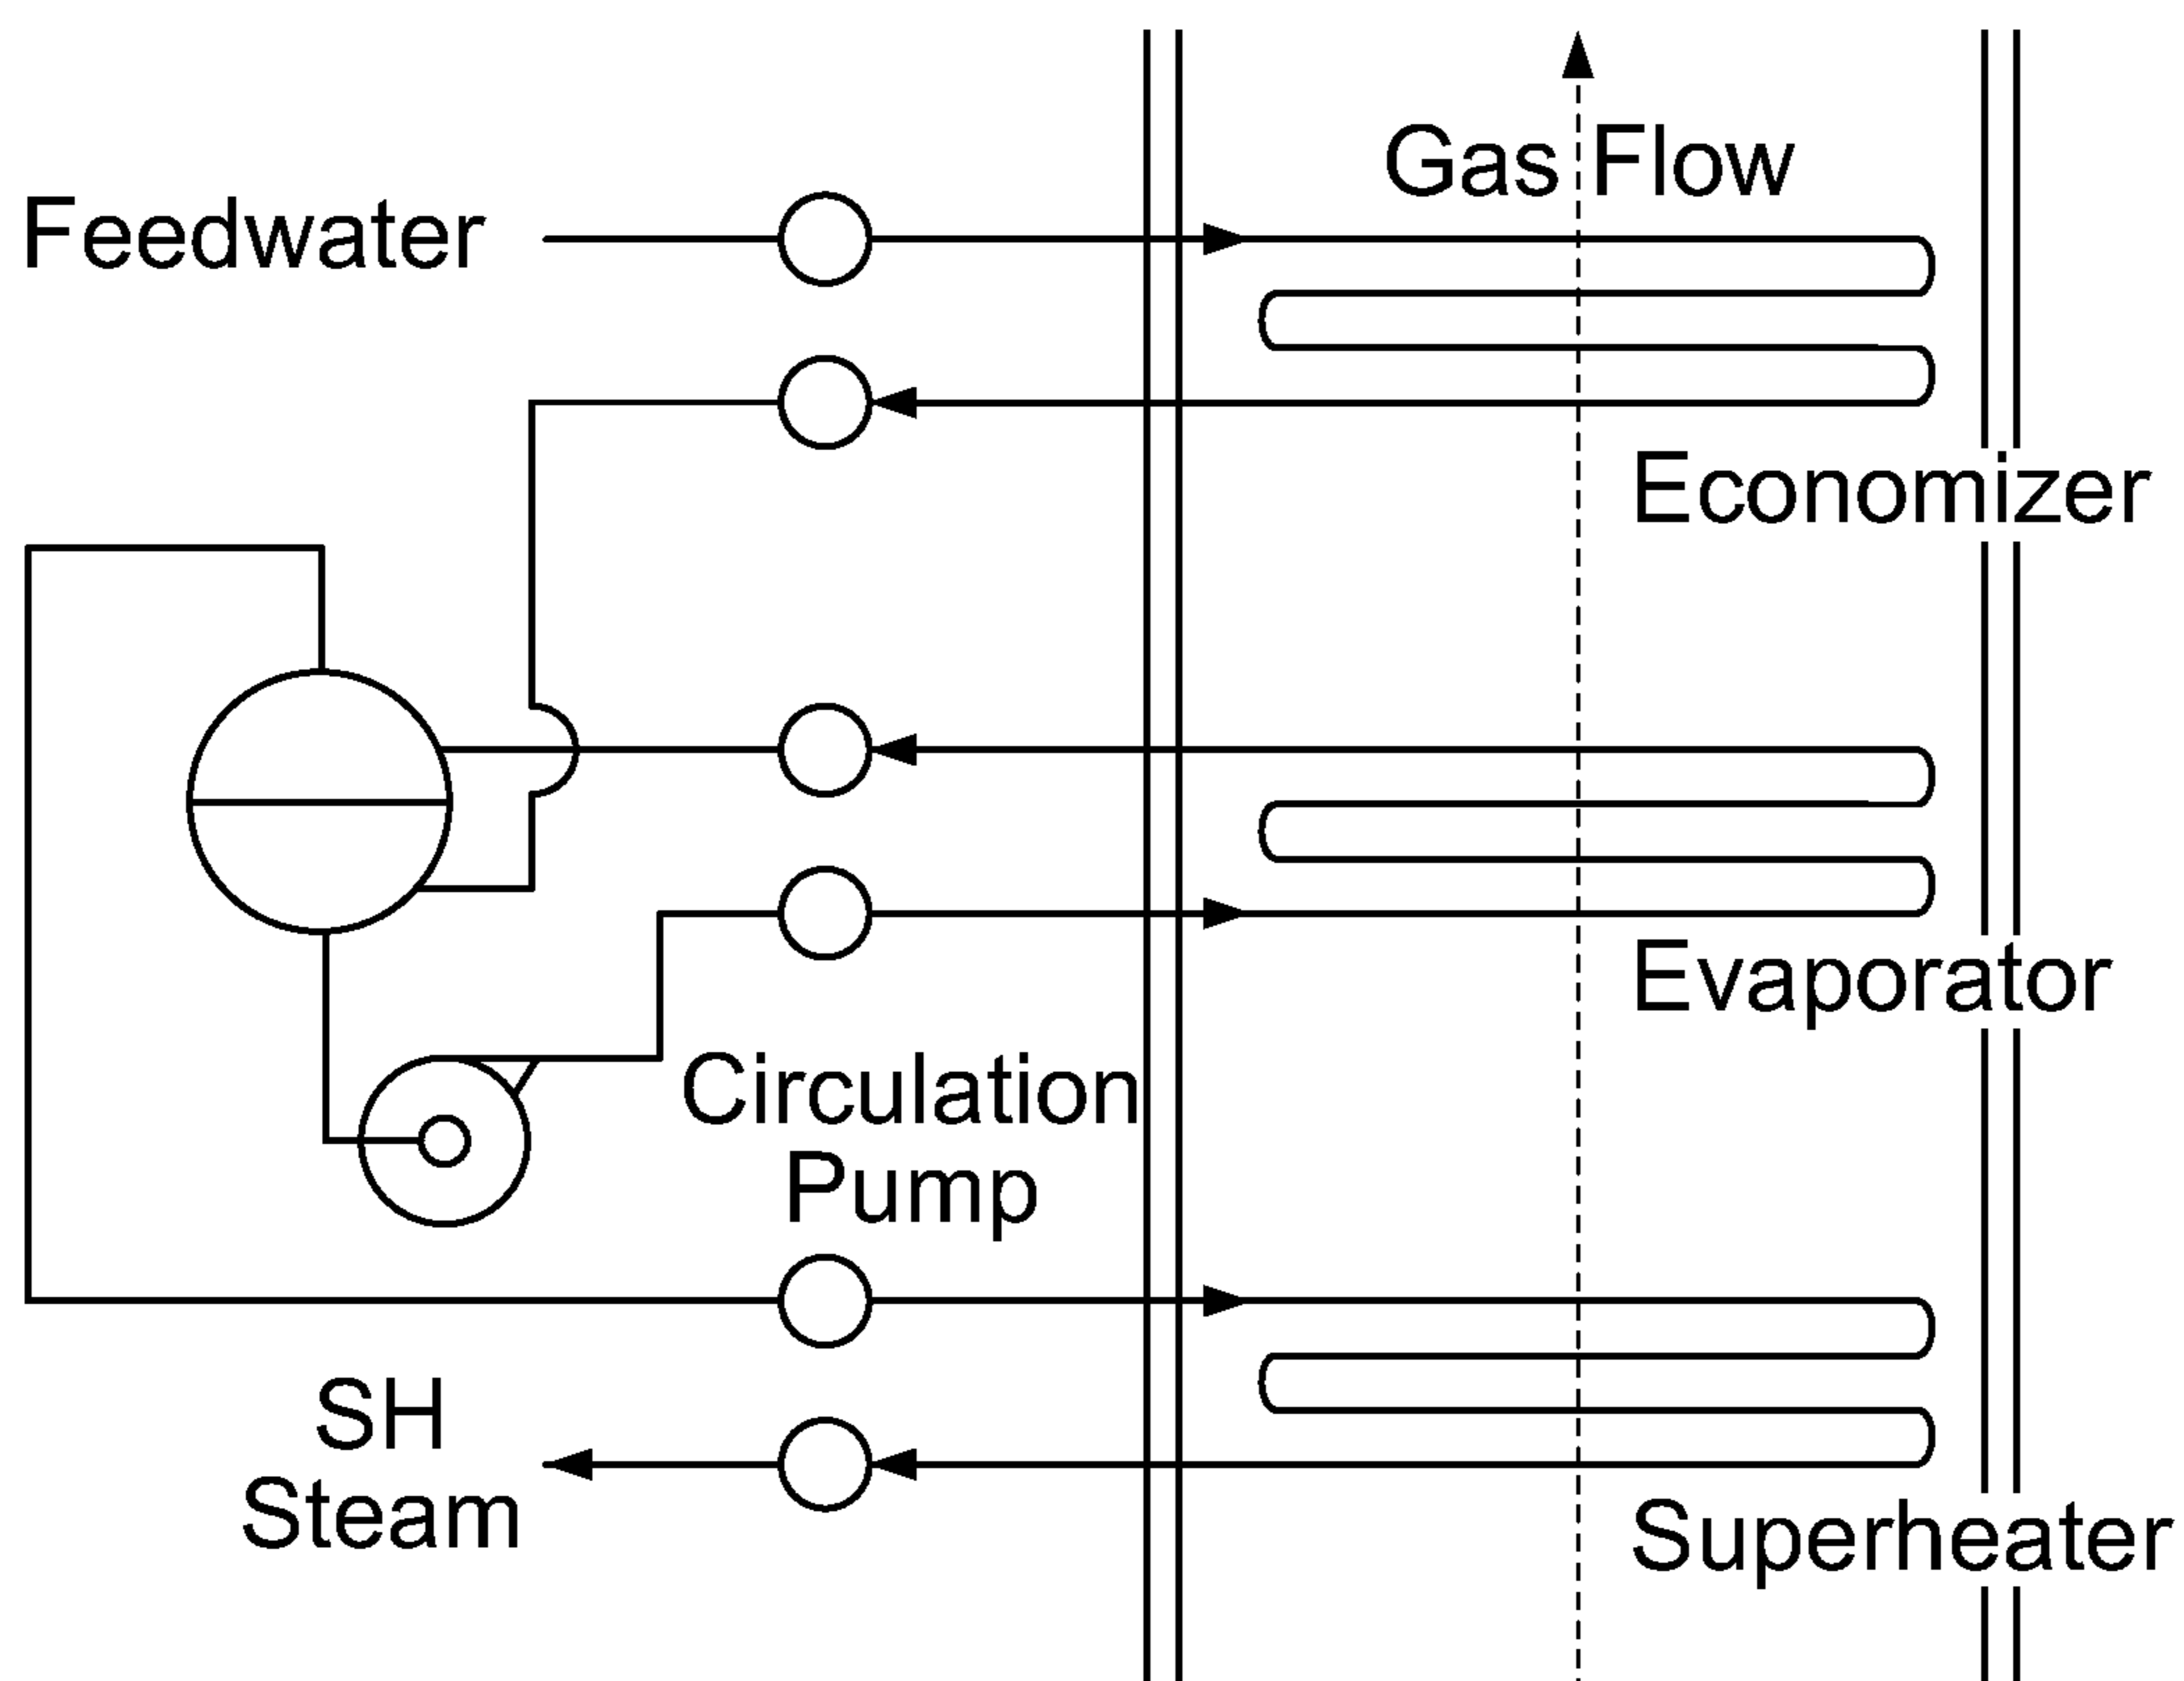 Gas Flow
Feedwater
Economizer
Evaporator
Circulation
Pump
SH
Steam
Superheater